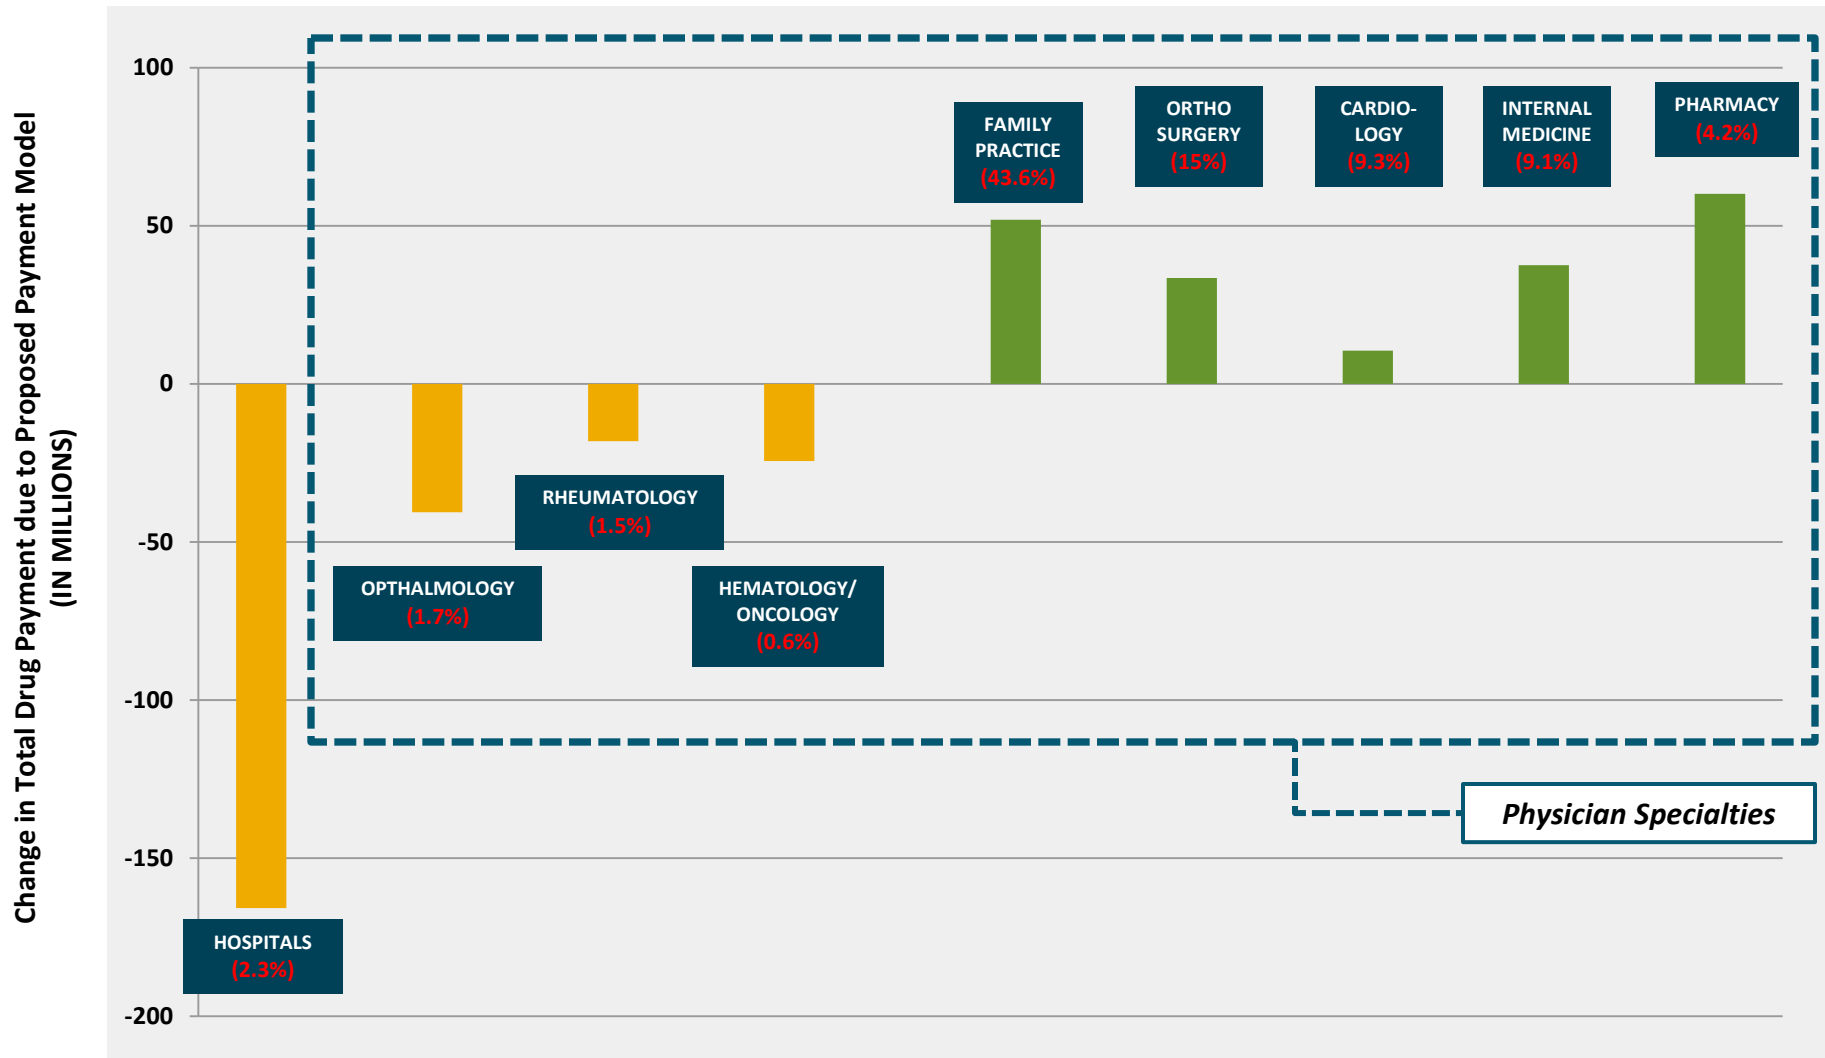 Change in Total Drug Payment due to Proposed Payment Model
(IN MILLIONS)
100
50
0
-50
-100
-150
-200
HOSPITALS
(2.3%)
OPTHALMOLOGY
(1.7%)
RHEUMATOLOGY
(1.5%)
HEMATOLOGY/
ONCOLOGY
(0.6%)
FAMILY
PRACTICE
(43.6%)
ORTHO
SURGERY
(15%)
CARDIO-
LOGY
(9.3%)
INTERNAL
MEDICINE
(9.1%)
PHARMACY
(4.2%)
Physician Specialties